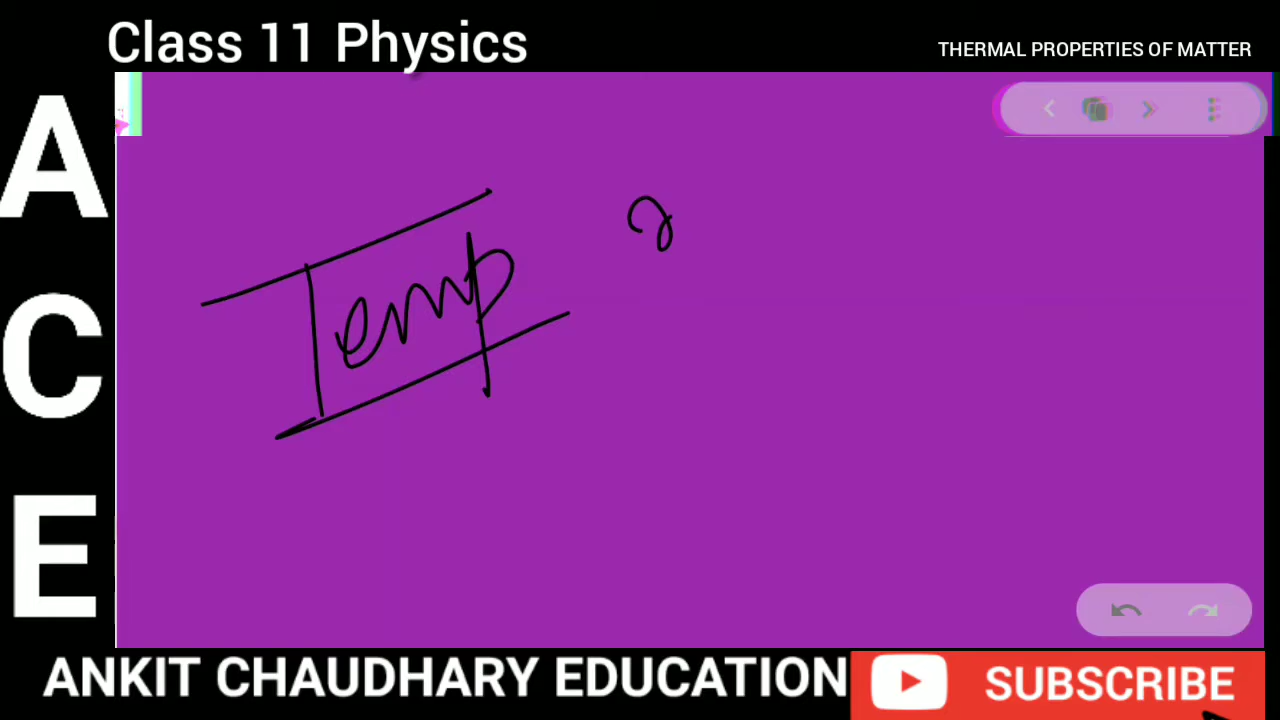 Class 11 Physics
THERMAL PROPERTIES OF MATTER
A
C
E
Temp
ANKIT CHAUDHARY EDUCATION
SUBSCRIBE